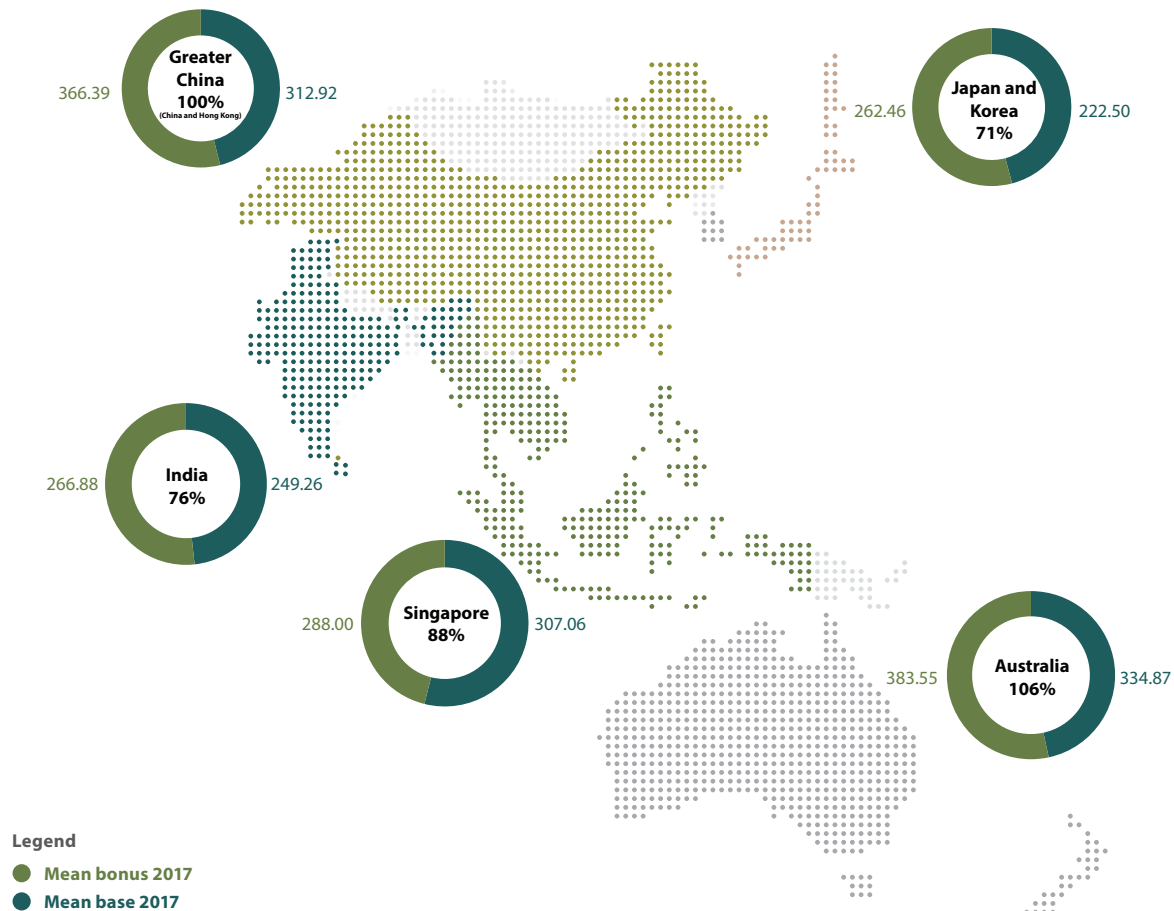 366.39
Greater
China
100%
(China and Hong Kong)
312.92
262.46
Japan and
Korea
71%
222.50
266.88
India
76%
249.26
288.00
Singapore
88%
307.06
383.55
Australia
106%
334.87
Legend
Mean bonus 2017
Mean base 2017